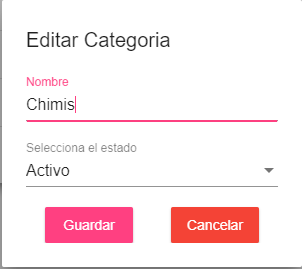 Editar Categoria
Nombre
Chimis
Selecciona el estado
Activo
Guardar Cancelar